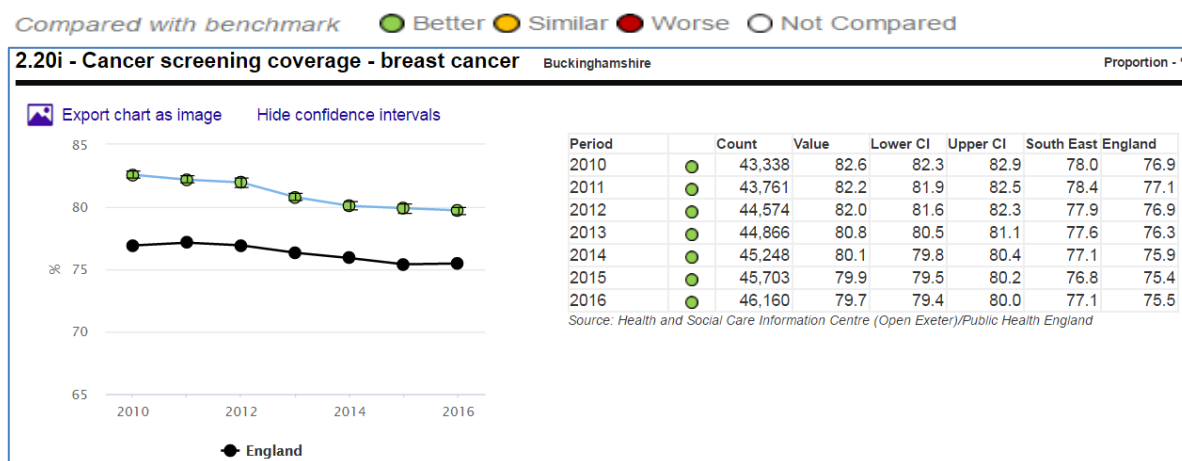 Compared with benchmark Better Similar Worse Not Compared
2.20i - Cancer screening coverage - breast cancer Buckinghamshire Proportion -
Export chart as image Hide confidence intervals
85
80
75
70
65
%
2010 2012 2014 2016
England
Period Count Value Lower CI Upper CI South East England
2010 43,338 82.6 82.3 82.9 78.0 76.9
2011 43,761 82.2 81.9 82.5 78.4 77.1
2012 44,574 82.0 81.6 82.3 77.9 76.9
2013 44,866 80.8 80.5 81.1 77.6 76.3
2014 45,248 80.1 79.8 80.4 77.1 75.9
2015 45,703 79.9 79.5 80.2 76.8 75.4
2016 46,160 79.7 79.4 80.0 77.1 75.5
Source: Health and Social Care Information Centre (Open Exeter)/Public Health England